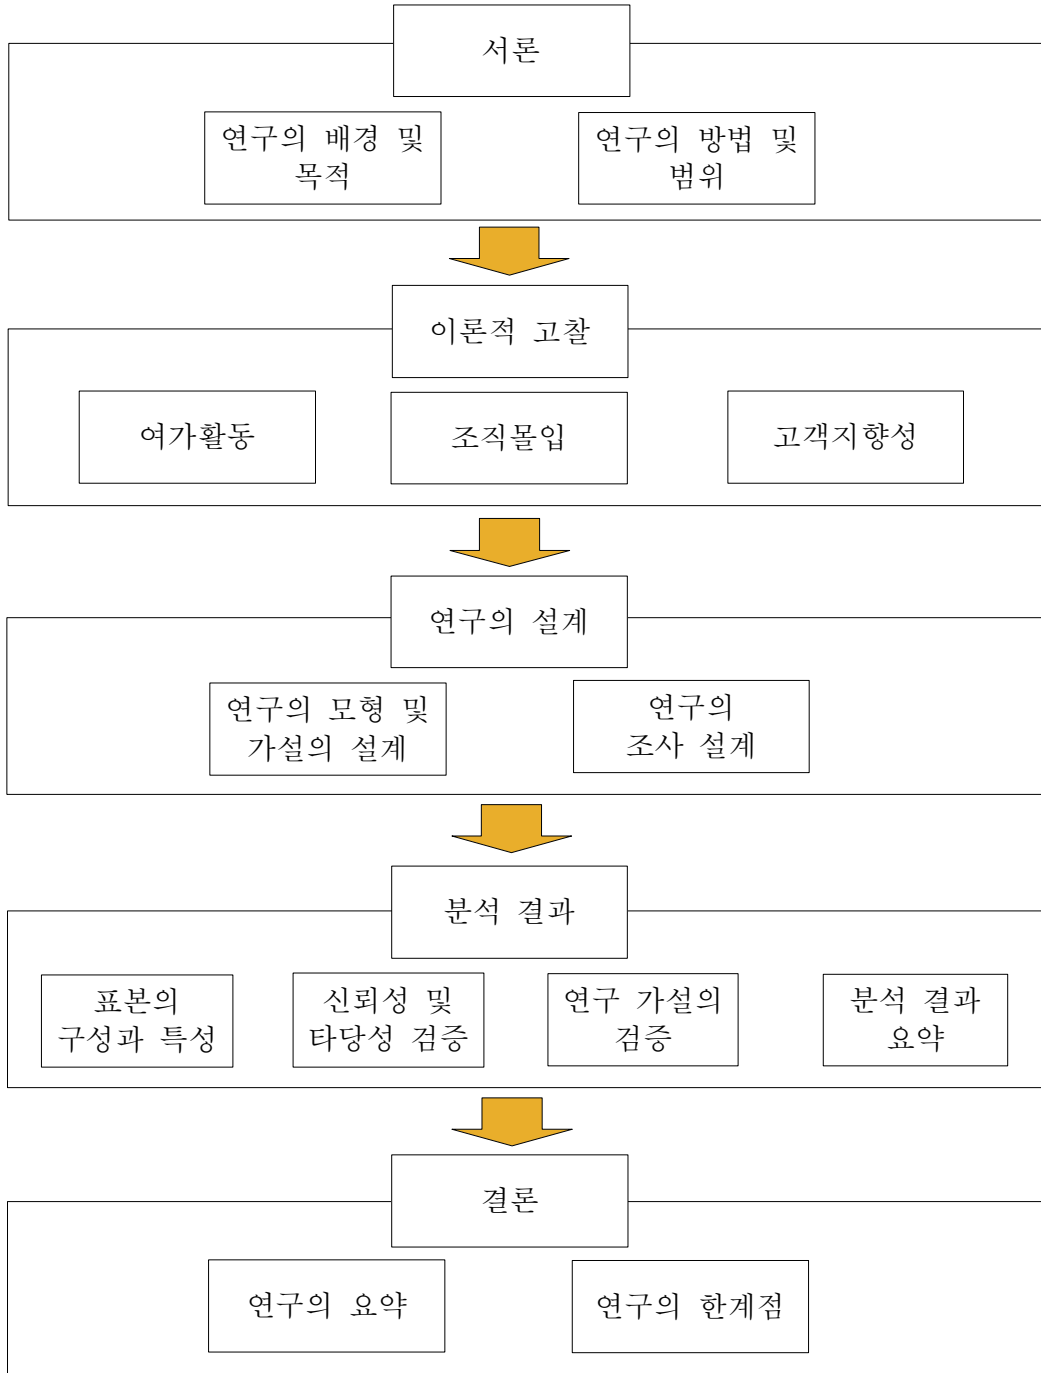 서론
연구의 배경 및
목적
연구의 방법 및
범위
이론적 고찰
여가활동
조직몰입
고객지향성
연구의 설계
연구의 모형 및
가설의 설계
연구의
조사 설계
분석 결과
표본의
구성과 특성
신뢰성 및
타당성 검증
연구 가설의
검증
분석 결과
요약
결론
연구의 요약
연구의 한계점